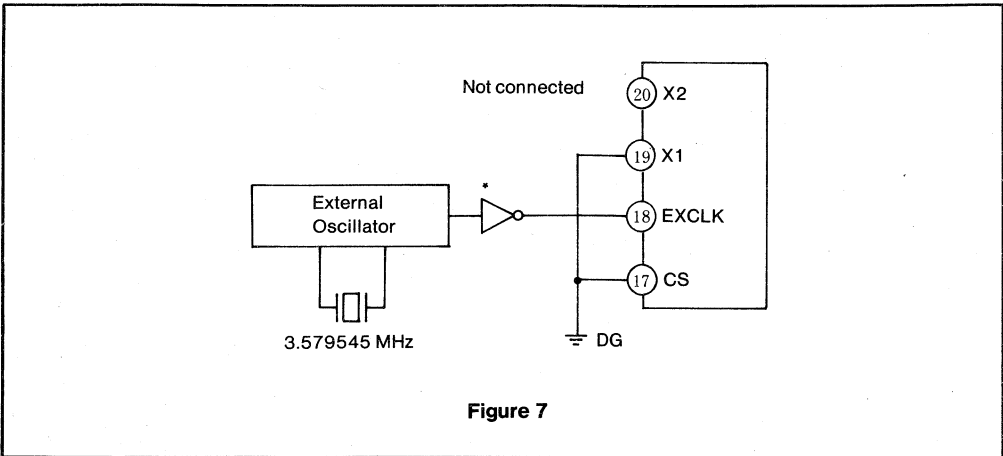 Not connected
20 X2
19 X1
*
External
Oscillator
18 EXCLK
17 CS
3.579545 MHz
DG
Figure 7